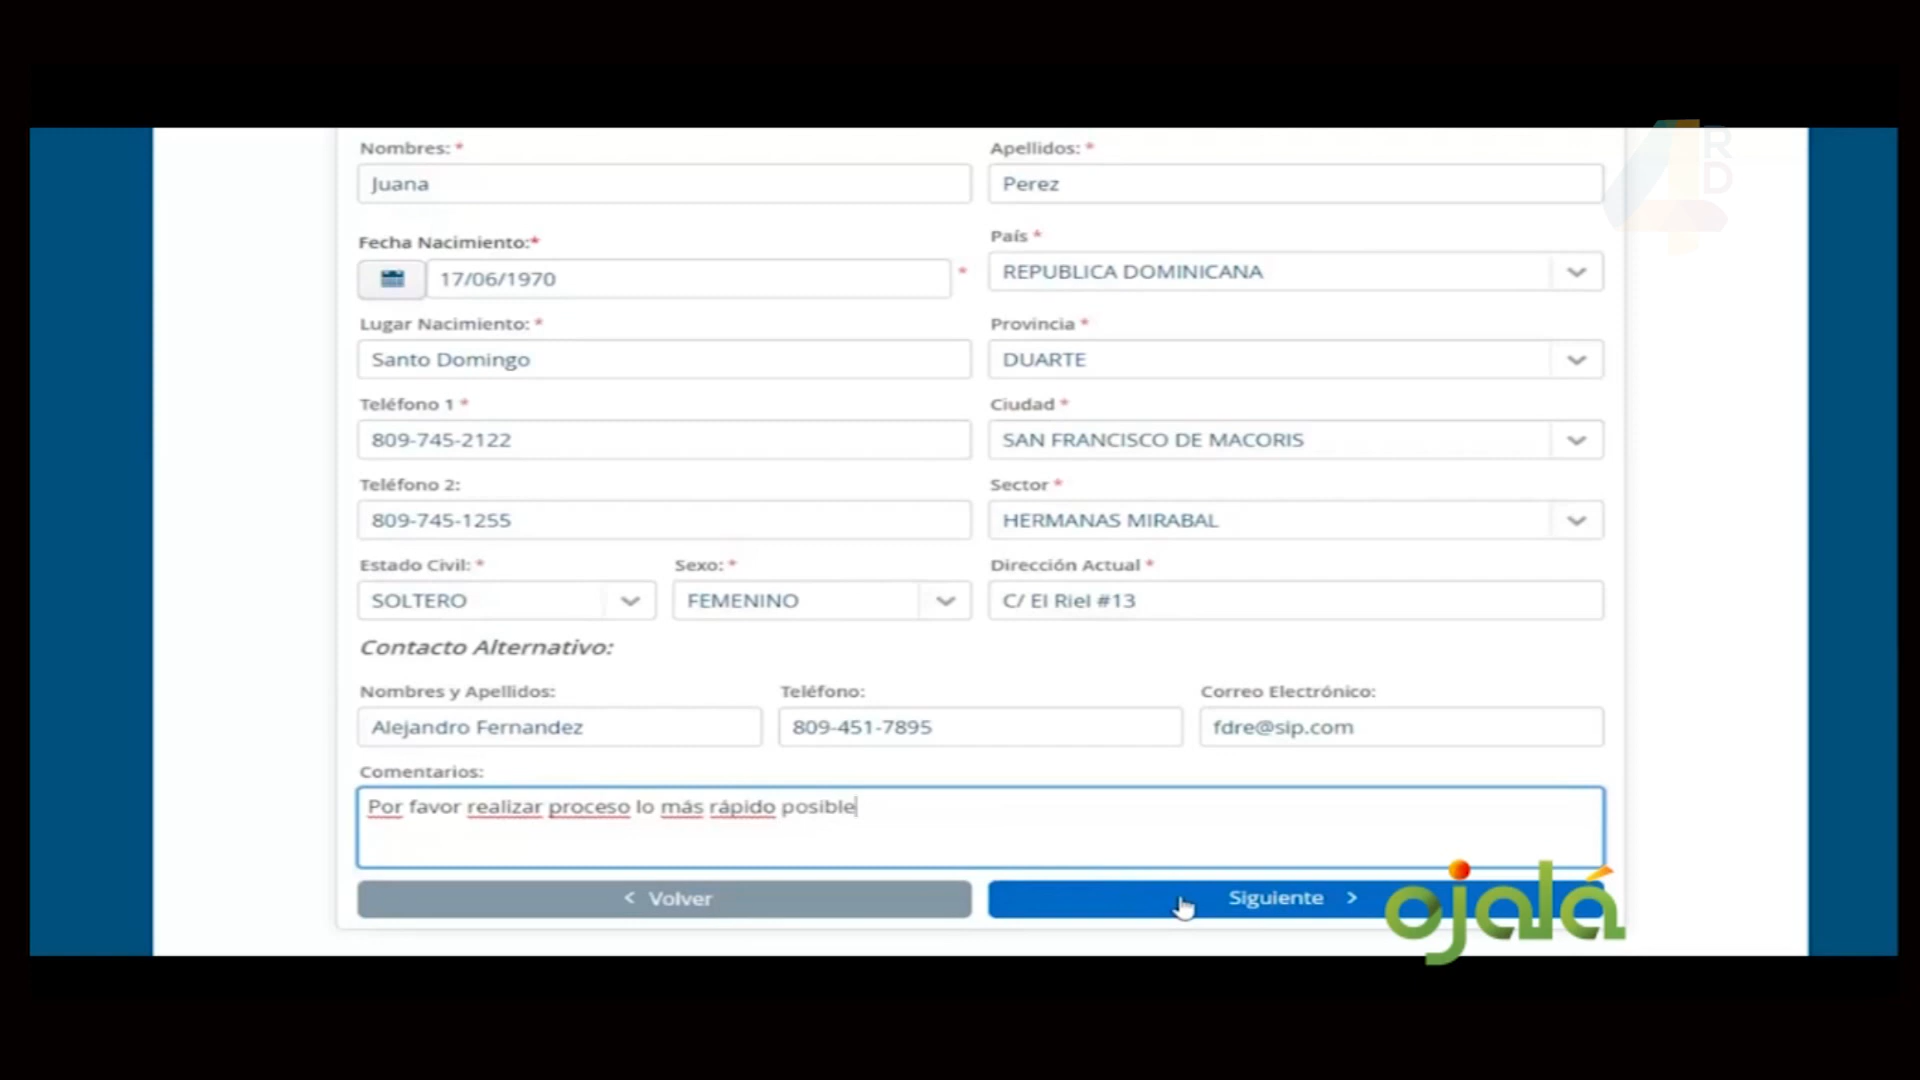 Nombres: * Apellidos: *
Juana Perez
Fecha Nacimiento:* País *
17/06/1970 * REPUBLICA DOMINICANA
Lugar Nacimiento: * Provincia *
Santo Domingo DUARTE
Teléfono 1 * Ciudad *
809-745-2122 SAN FRANCISCO DE MACORIS
Teléfono 2: Sector *
809-745-1255 HERMANAS MIRABAL
Estado Civil: * Sexo: * Dirección Actual *
SOLTERO FEMENINO C/ El Riel #13
Contacto Alternativo:
Nombres y Apellidos: Teléfono: Correo Electrónico:
Alejandro Fernandez 809-451-7895 fdre@sip.com
Comentarios:
Por favor realizar proceso lo más rápido posible
< Volver Siguiente >
ojalá
4 RD